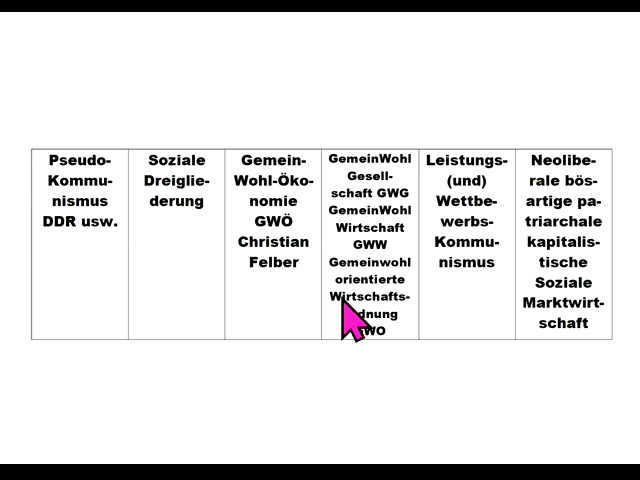 Pseudo-
Kommu-
nismus
DDR usw.
Soziale
Dreiglie-
derung
Gemein-
Wohl-Öko-
nomie
GWÖ
Christian
Felber
GemeinWohl
Gesell-
schaft GWG
GemeinWohl
Wirtschaft
GWW
Gemeinwohl
orientierte
Wirtschafts-
Leistungs-
(und)
Wettbe-
werbs-
Kommu-
nismus
Neolibe-
rale bös-
artige pa-
triarchale
kapitalis-
tische
Soziale
Marktwirt-
schaft